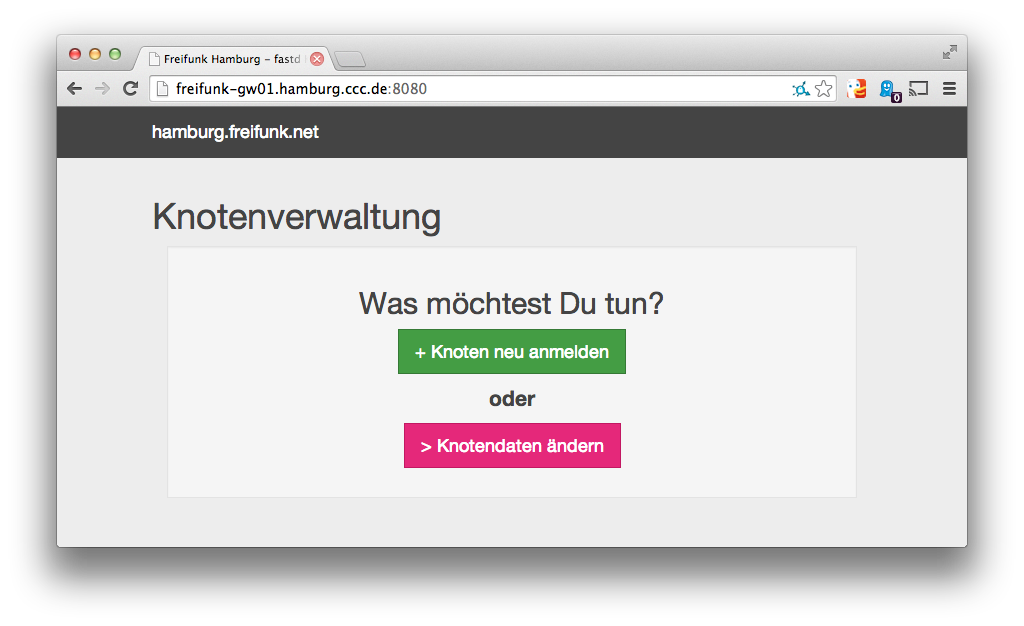 Freifunk Hamburg – fastd
freifunk-gw01.hamburg.ccc.de:8080
0
hamburg.freifunk.net
Knotenverwaltung
Was möchtest Du tun?
+ Knoten neu anmelden
oder
> Knotendaten ändern